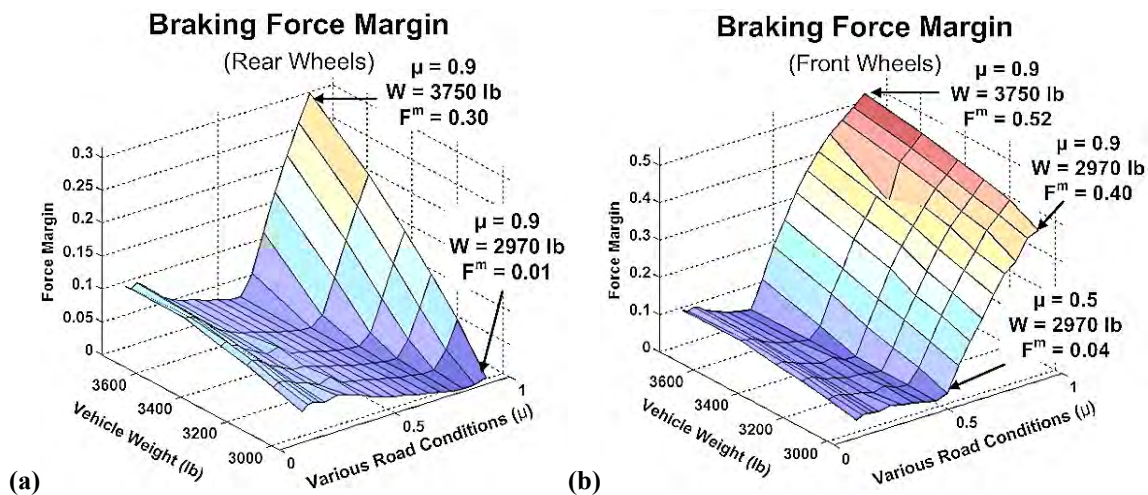 Braking Force Margin
(Rear Wheels)
μ = 0.9
W = 3750 lb
Fᵐ = 0.30
μ = 0.9
W = 2970 lb
Fᵐ = 0.01
Force Margin
0.3
0.25
0.2
0.15
0.1
0.05
0
3600
3400
3200
3000
Vehicle Weight (lb)
0
0.5
1
Various Road Conditions (μ)
(a)
Braking Force Margin
(Front Wheels)
μ = 0.9
W = 3750 lb
Fᵐ = 0.52
μ = 0.9
W = 2970 lb
Fᵐ = 0.40
μ = 0.5
W = 2970 lb
Fᵐ = 0.04
Force Margin
0.5
0.4
0.3
0.2
0.1
0
3600
3400
3200
3000
Vehicle Weight (lb)
0
0.5
1
Various Road Conditions (μ)
(b)